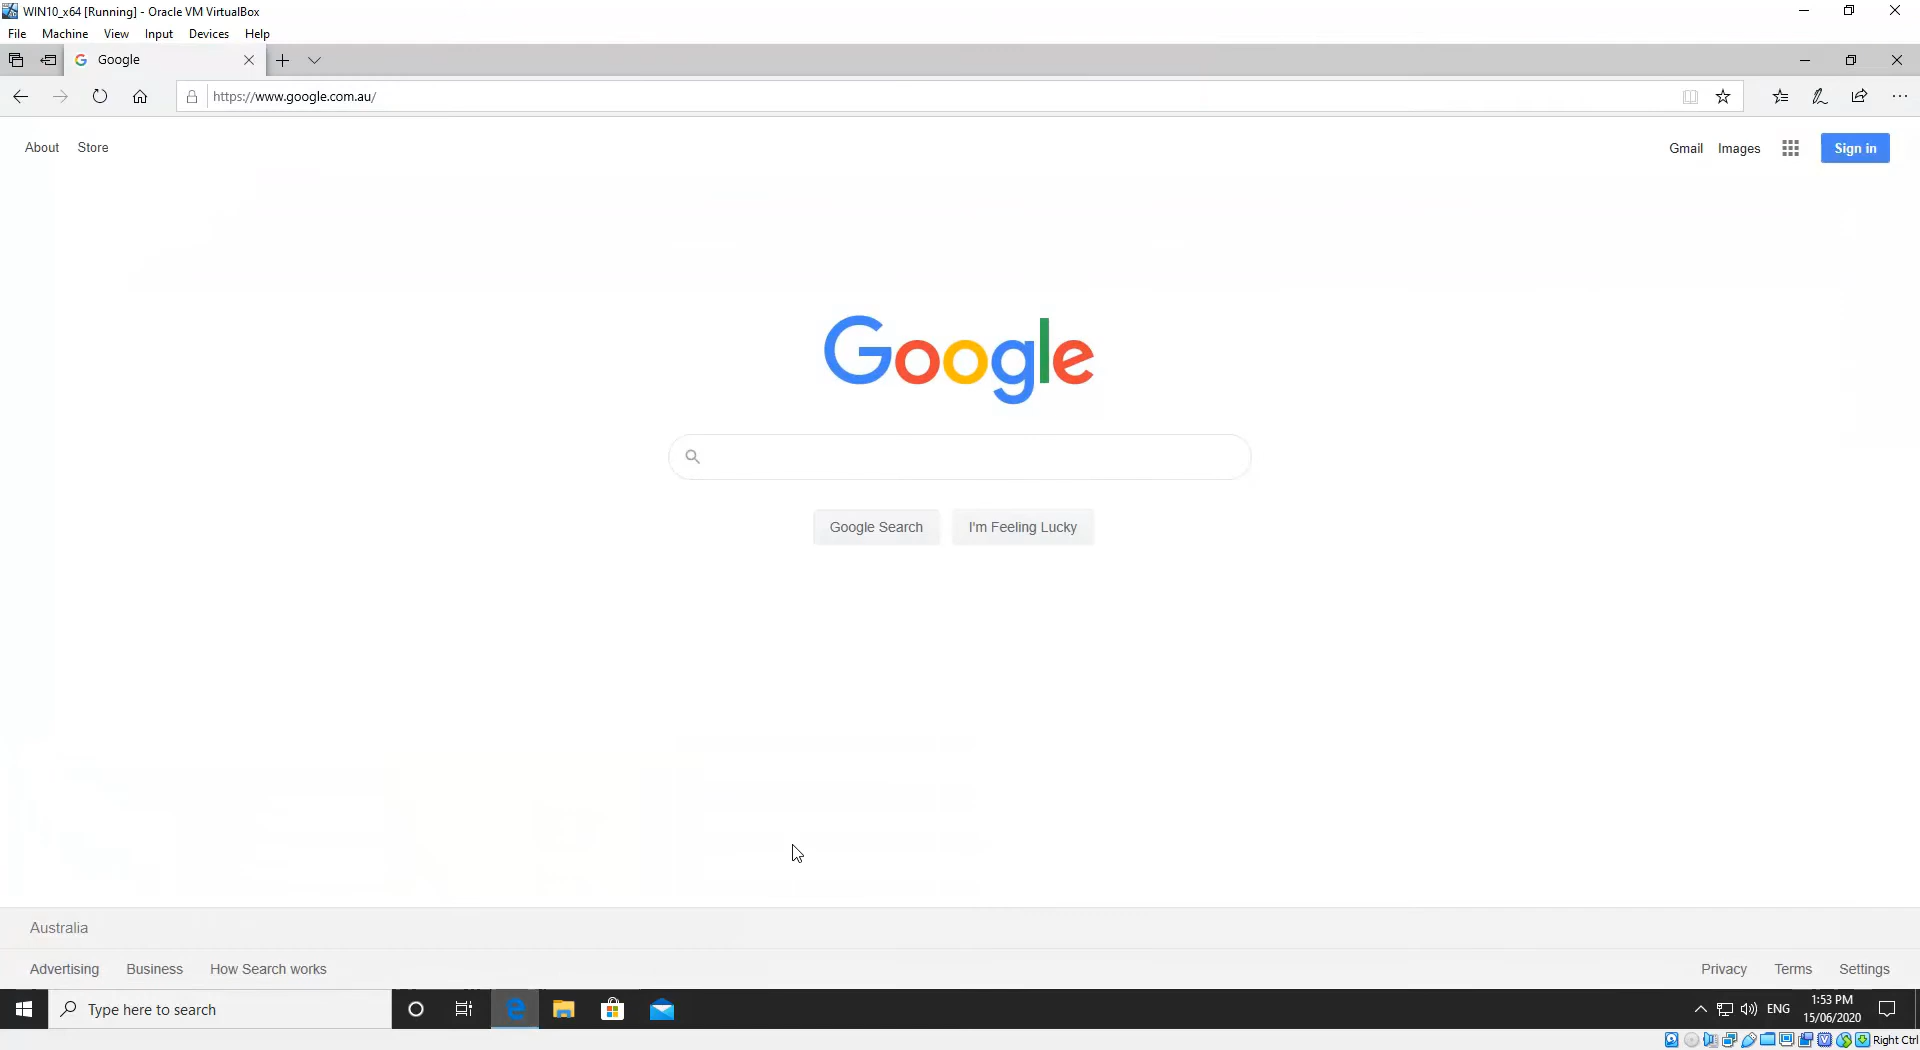 WIN10_x64 [Running] - Oracle VM VirtualBox
File Machine View Input Devices Help
Google
https://www.google.com.au/
About Store
Gmail Images Sign in
Google
Google Search I'm Feeling Lucky
Australia
Advertising Business How Search works
Privacy Terms Settings
Type here to search
ENG
1:53 PM
15/06/2020
Right Ctrl